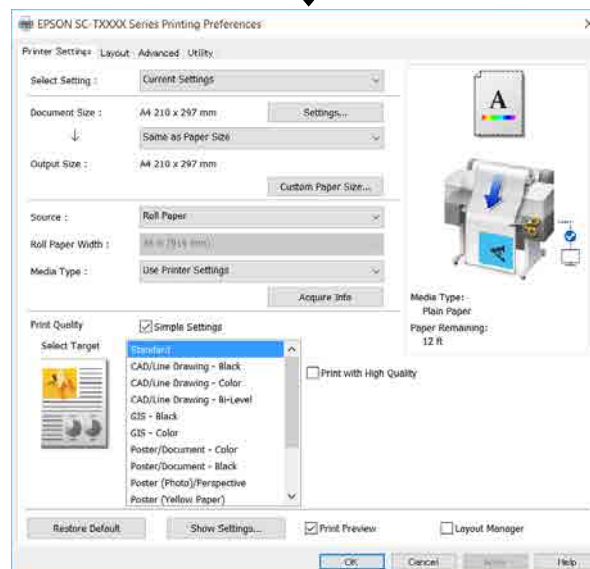 EPSON SC-TXXXX Series Printing Preferences
Printer Settings Layout Advanced Utility
Select Setting : Current Settings
Document Size : A4 210 x 297 mm Settings...
Same as Paper Size
Output Size : A4 210 x 297 mm
Custom Paper Size...
Source : Roll Paper
Roll Paper Width :
Media Type : Use Printer Settings
Acquire Info
A
Media Type:
Plain Paper
Paper Remaining:
12 ft
Print Quality Simple Settings
Select Target
Standard
CAD/Line Drawing - Black
CAD/Line Drawing - Color
CAD/Line Drawing - Bi-Level
GIS - Black
GIS - Color
Poster/Document - Color
Poster/Document - Black
Poster (Photo)/Perspective
Poster (Yellow Paper)
Print with High Quality
Restore Default Show Settings... Print Preview Layout Manager
OK Cancel Help